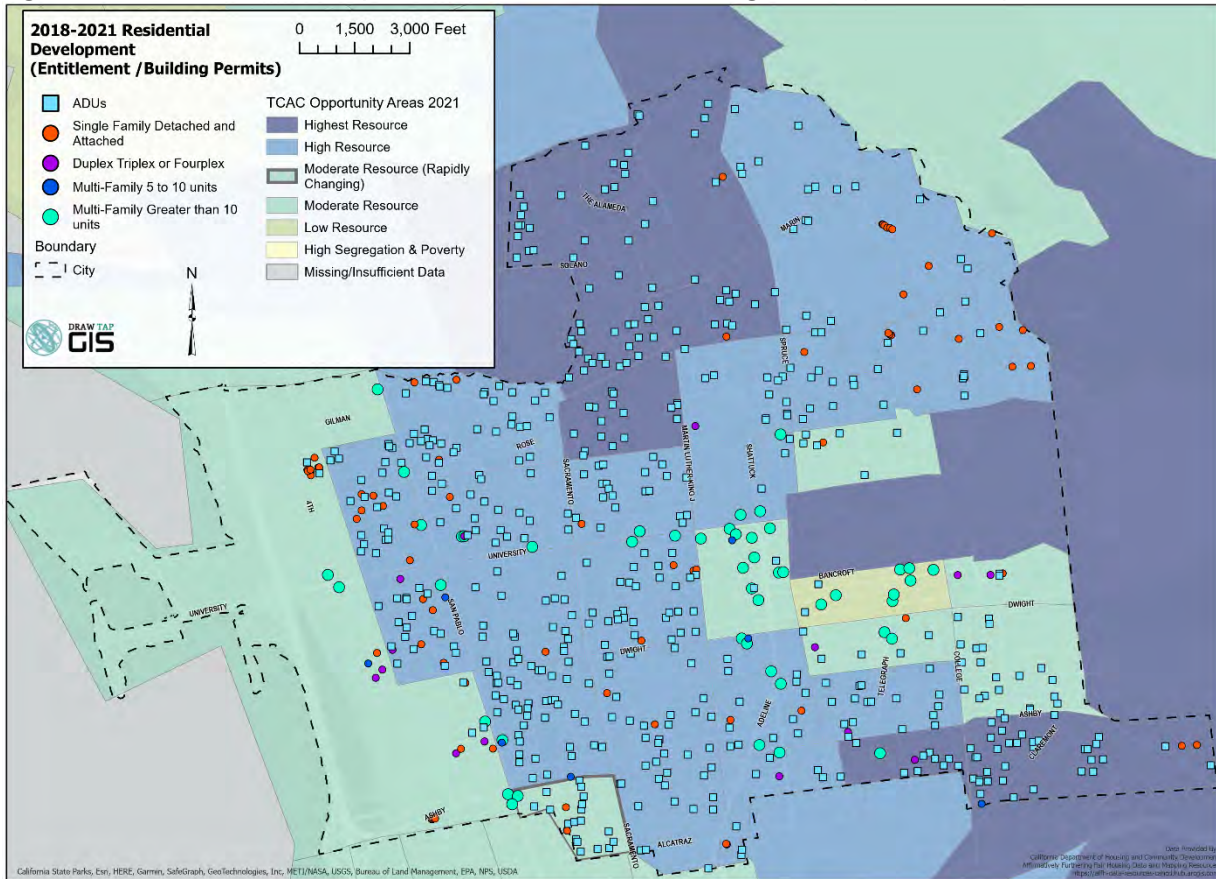 2018-2021 Residential
Development
(Entitlement /Building Permits)
0 1,500 3,000 Feet
ADUs
Single Family Detached and
Attached
Duplex Triplex or Fourplex
Multi-Family 5 to 10 units
Multi-Family Greater than 10
units
Boundary
City
TCAC Opportunity Areas 2021
Highest Resource
High Resource
Moderate Resource (Rapidly
Changing)
Moderate Resource
Low Resource
High Segregation & Poverty
Missing/Insufficient Data
N
DRAW TAP
GIS
THE ALAMEDA
MARIN
SOLANO
SPRUCE
GILMAN
ROSE
SACRAMENTO
MARTIN LUTHER KING J
SHATTUCK
4TH
UNIVERSITY
BANCROFT
UNIVERSITY
SAN PABLO
DWIGHT
DWIGHT
TELEGRAPH
COLLEGE
ADELINE
ASHBY
CLAREMONT
ASHBY
SACRAMENTO
ALCATRAZ
California State Parks, Esri, HERE, Garmin, SafeGraph, GeoTechnologies, Inc, METI/NASA, USGS, Bureau of Land Management, EPA, NPS, USDA
Data Provided by
California Department of Housing and Community Development
Affirmatively Furthering Fair Housing Data and Mapping Resources